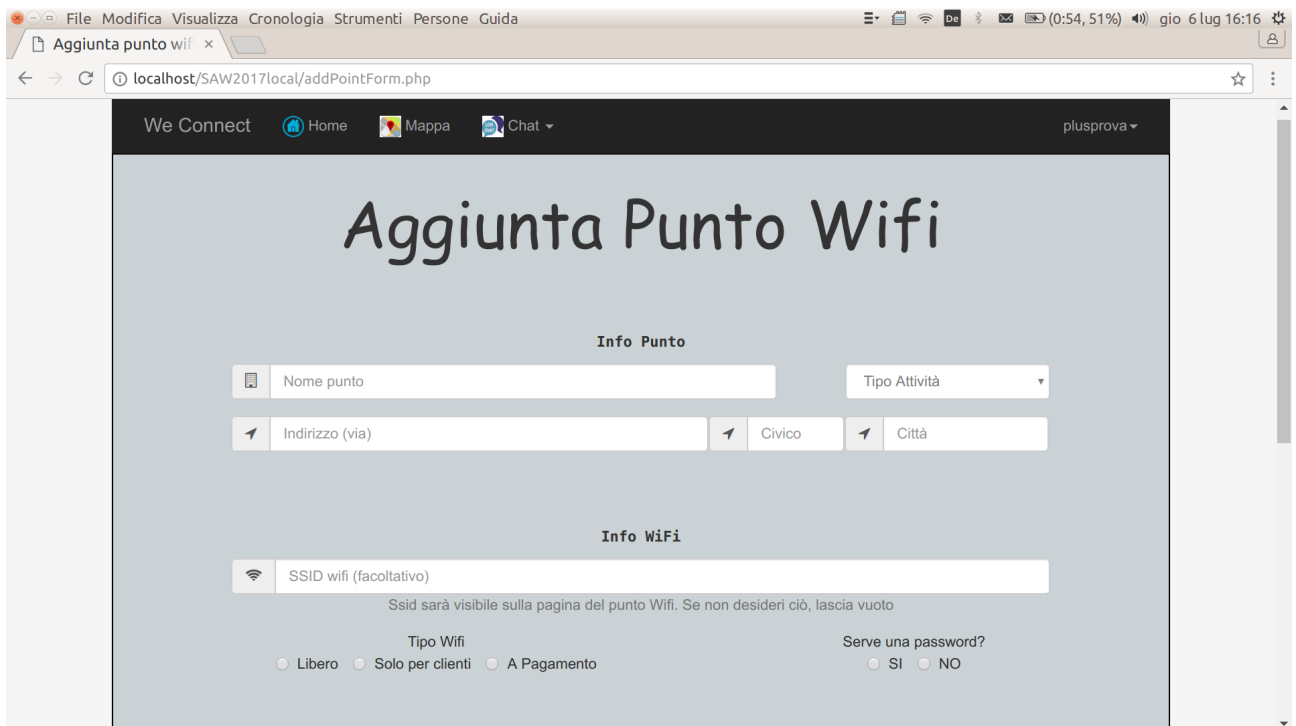 File Modifica Visualizza Cronologia Strumenti Persone Guida De (0:54, 51%) gio 6 lug 16:16
Aggiunta punto wif ×
localhost/SAW2017local/addPointForm.php
We Connect Home Mappa Chat plusprova
Aggiunta Punto Wifi
Info Punto
Nome punto Tipo Attività
Indirizzo (via) Civico Città
Info WiFi
SSID wifi (facoltativo)
Ssid sarà visibile sulla pagina del punto Wifi. Se non desideri ciò, lascia vuoto
Tipo Wifi Serve una password?
Libero Solo per clienti A Pagamento SI NO